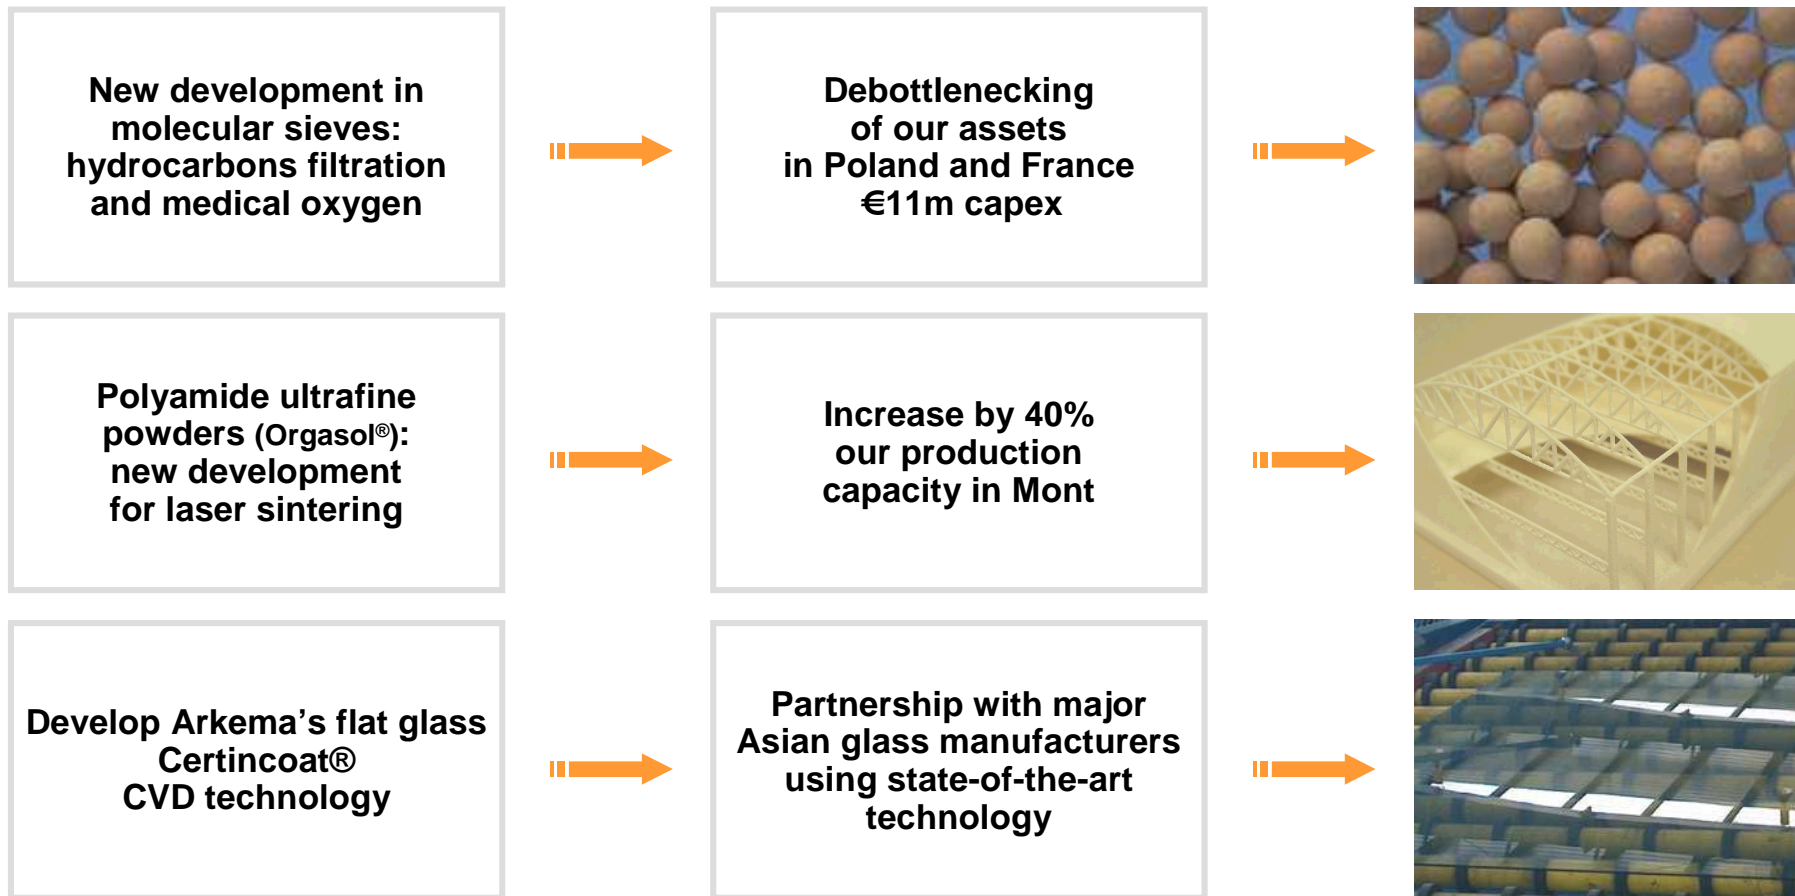 New development in
molecular sieves:
hydrocarbons filtration
and medical oxygen
Debottlenecking
of our assets
in Poland and France
€11m capex
Polyamide ultrafine
powders (Orgasol®):
new development
for laser sintering
Increase by 40%
our production
capacity in Mont
Develop Arkema’s flat glass
Certincoat®
CVD technology
Partnership with major
Asian glass manufacturers
using state-of-the-art
technology